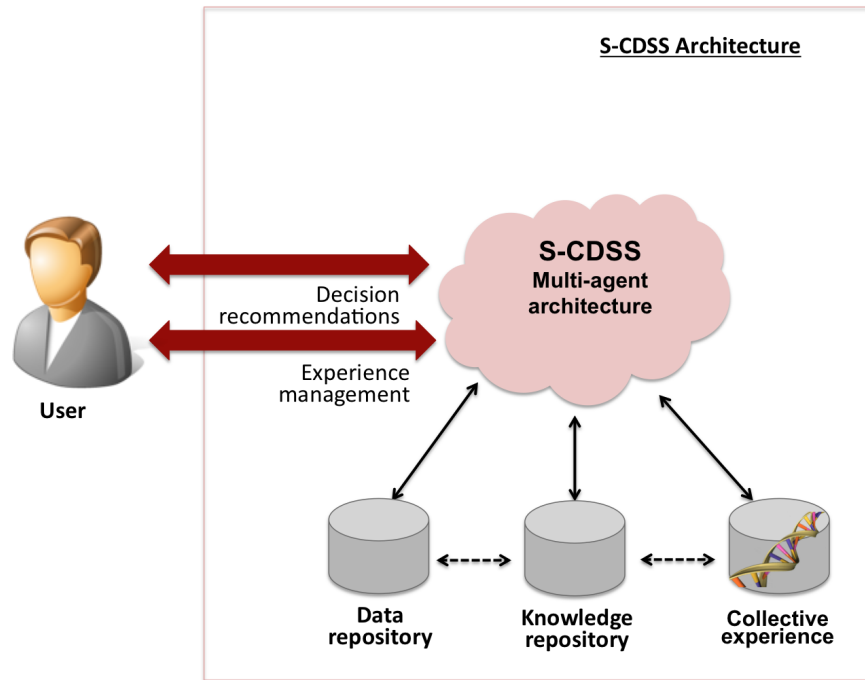 S-CDSS Architecture
S-CDSS
Multi-agent
architecture
Decision
recommendations
Experience
management
User
Data
repository
Knowledge
repository
Collective
experience